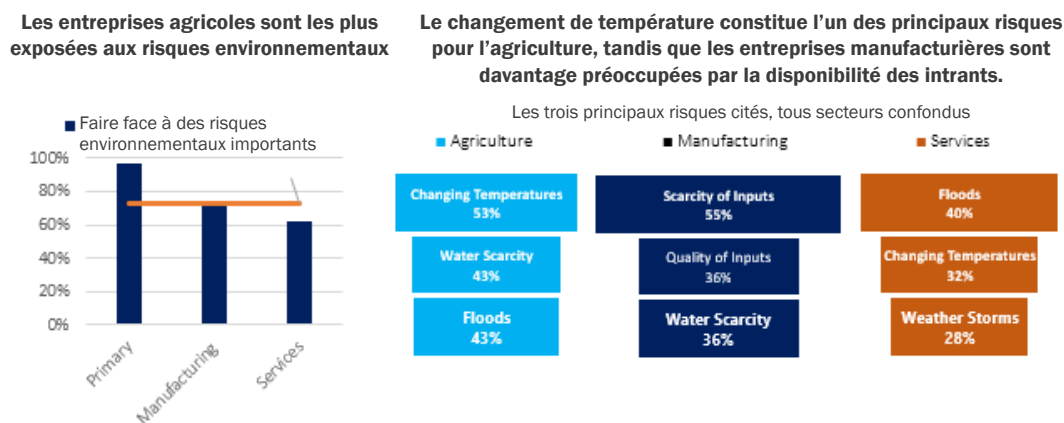 Les entreprises agricoles sont les plus
exposées aux risques environnementaux
Faire face à des risques
environnementaux importants
100%
80%
60%
40%
20%
0%
Primary
Manufacturing
Services
Le changement de température constitue l’un des principaux risques
pour l’agriculture, tandis que les entreprises manufacturières sont
davantage préoccupées par la disponibilité des intrants.
Les trois principaux risques cités, tous secteurs confondus
Agriculture
Manufacturing
Services
Changing Temperatures
53%
Scarcity of Inputs
55%
Floods
40%
Water Scarcity
43%
Quality of Inputs
36%
Changing Temperatures
32%
Floods
43%
Water Scarcity
36%
Weather Storms
28%